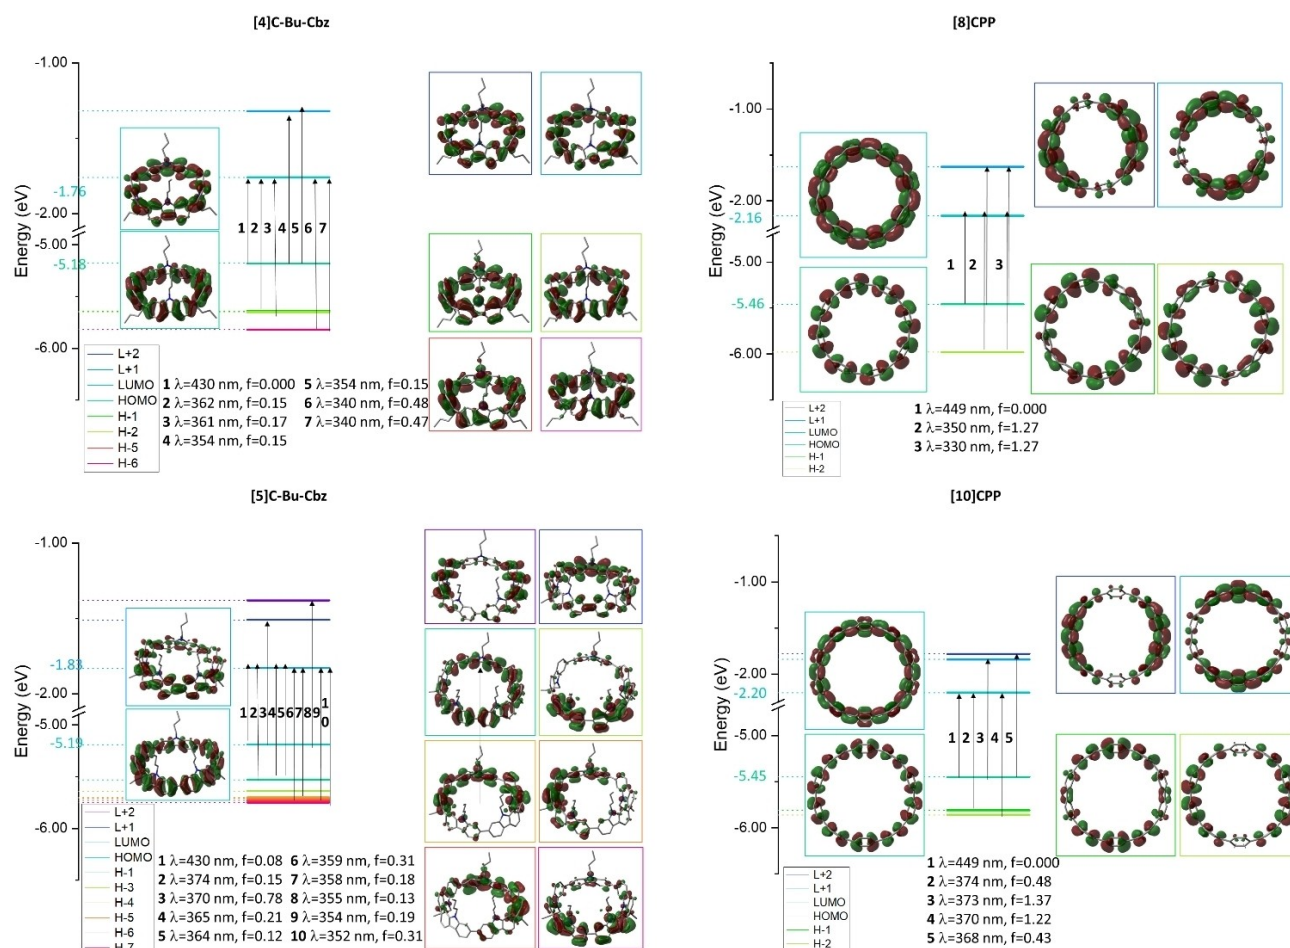 [4]C-Bu-Cbz
-1.00
-1.76
-2.00
-5.00
-5.18
-6.00
Energy (eV)
1 2 3 4 5 6 7
L+2
L+1
LUMO
HOMO
H-1
H-2
H-5
H-6
1 λ=430 nm, f=0.000
2 λ=362 nm, f=0.15
3 λ=361 nm, f=0.17
4 λ=354 nm, f=0.15
5 λ=354 nm, f=0.15
6 λ=340 nm, f=0.48
7 λ=340 nm, f=0.47
[8]CPP
-1.00
-2.00
-2.16
-5.00
-5.46
-6.00
Energy (eV)
1 2 3
L+2
L+1
LUMO
HOMO
H-1
H-2
1 λ=449 nm, f=0.000
2 λ=350 nm, f=1.27
3 λ=330 nm, f=1.27
[5]C-Bu-Cbz
-1.00
-1.83
-2.00
-5.00
-5.19
-6.00
Energy (eV)
1 2 3 4 5 6 7 8 9 10
L+2
L+1
LUMO
HOMO
H-1
H-3
H-4
H-5
H-6
H-7
1 λ=430 nm, f=0.08
2 λ=374 nm, f=0.15
3 λ=370 nm, f=0.78
4 λ=365 nm, f=0.21
5 λ=364 nm, f=0.12
6 λ=359 nm, f=0.31
7 λ=358 nm, f=0.18
8 λ=355 nm, f=0.13
9 λ=354 nm, f=0.19
10 λ=352 nm, f=0.31
[10]CPP
-1.00
-2.00
-2.20
-5.00
-5.45
-6.00
Energy (eV)
1 2 3 4 5
L+2
L+1
LUMO
HOMO
H-1
H-2
1 λ=449 nm, f=0.000
2 λ=374 nm, f=0.48
3 λ=373 nm, f=1.37
4 λ=370 nm, f=1.22
5 λ=368 nm, f=0.43